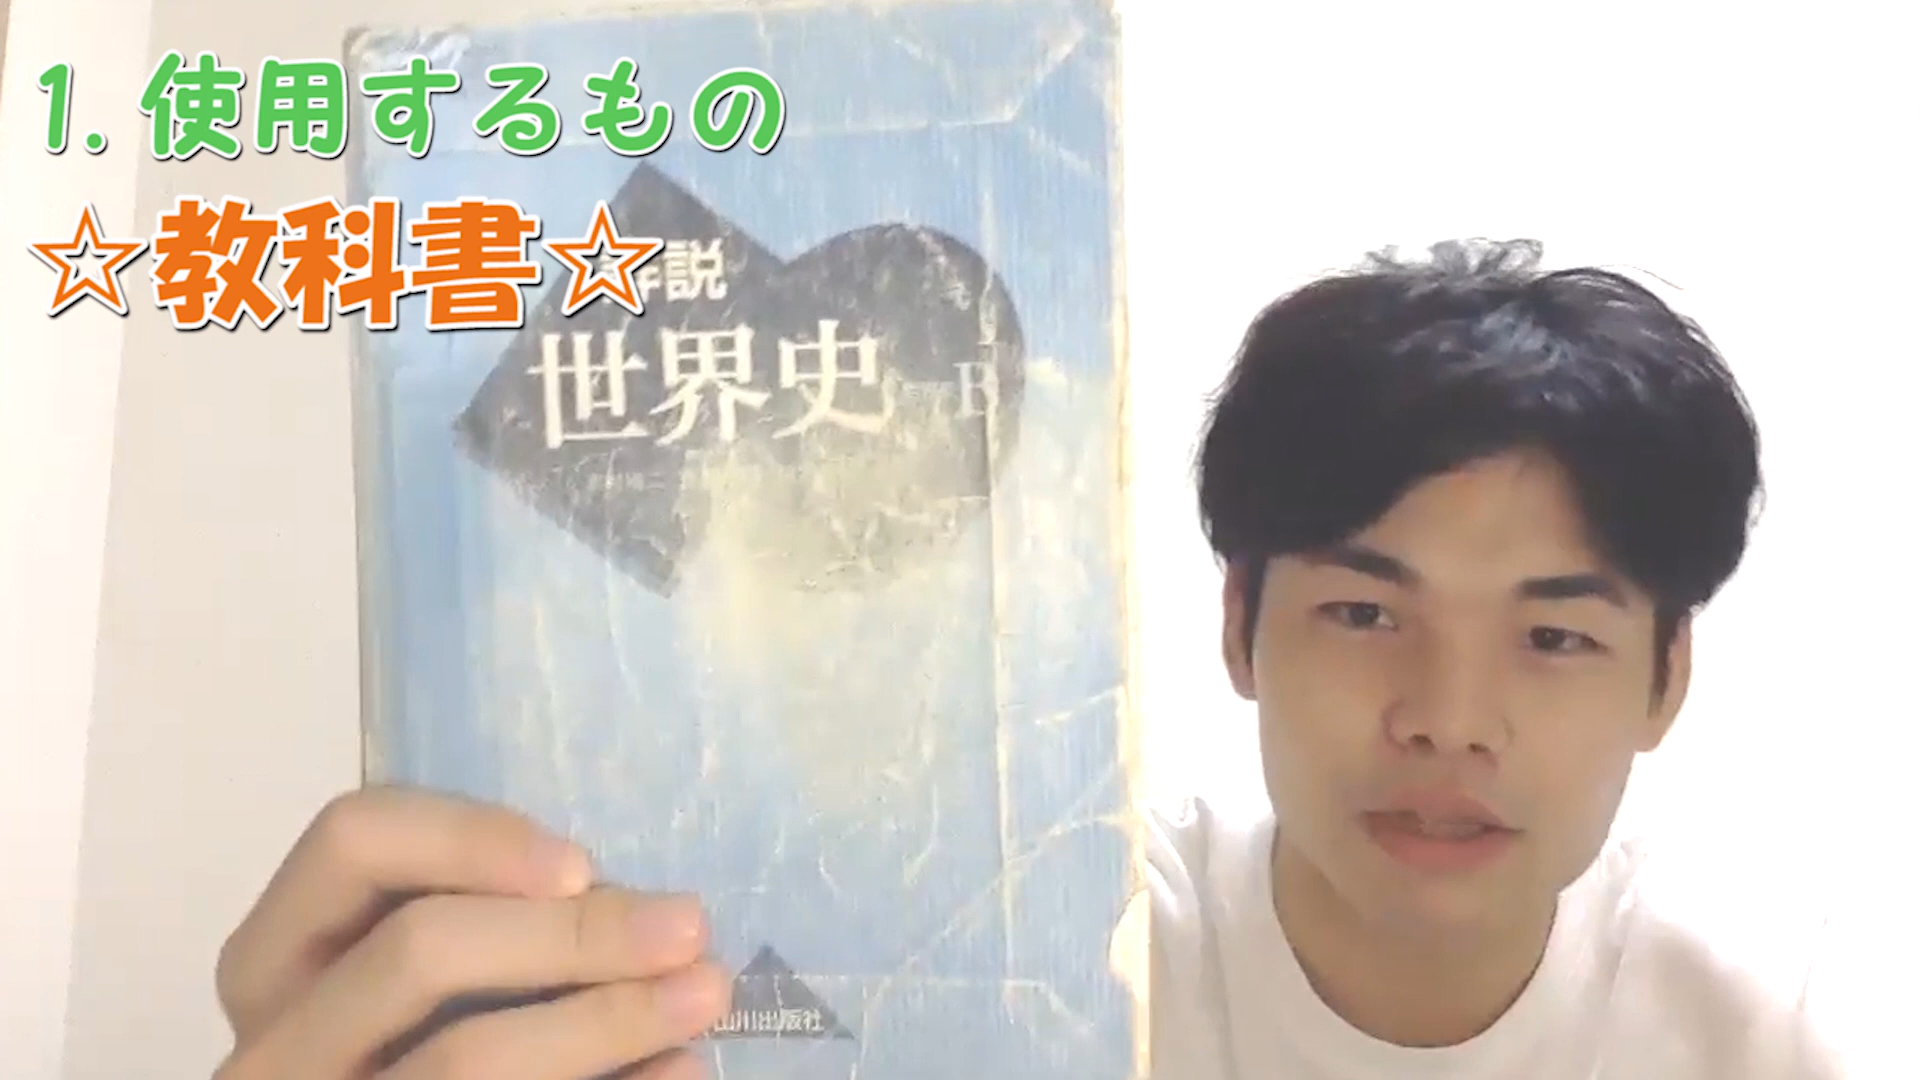 1. 使用するもの
☆教科書☆
説
世界史 B
山川出版社